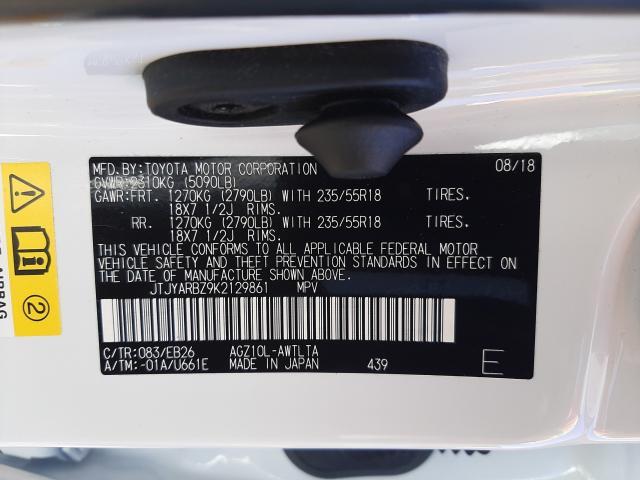 MFD.BY:TOYOTA MOTOR CORPORATION 08/18
GVWR:2310KG (5090LB)
GAWR:FRT. 1270KG (2790LB) WITH 235/55R18 TIRES.
18X7 1/2J RIMS.
RR. 1270KG (2790LB) WITH 235/55R18 TIRES.
18X7 1/2J RIMS.
THIS VEHICLE CONFORMS TO ALL APPLICABLE FEDERAL MOTOR
VEHICLE SAFETY AND THEFT PREVENTION STANDARDS IN EFFECT
ON THE DATE OF MANUFACTURE SHOWN ABOVE.
JTJYARBZ9K2129861 MPV
C/TR:083/EB26 AGZ10L-AWTLTA
A/TM:-01A/U661E MADE IN JAPAN 439 E
AIRBAG
2